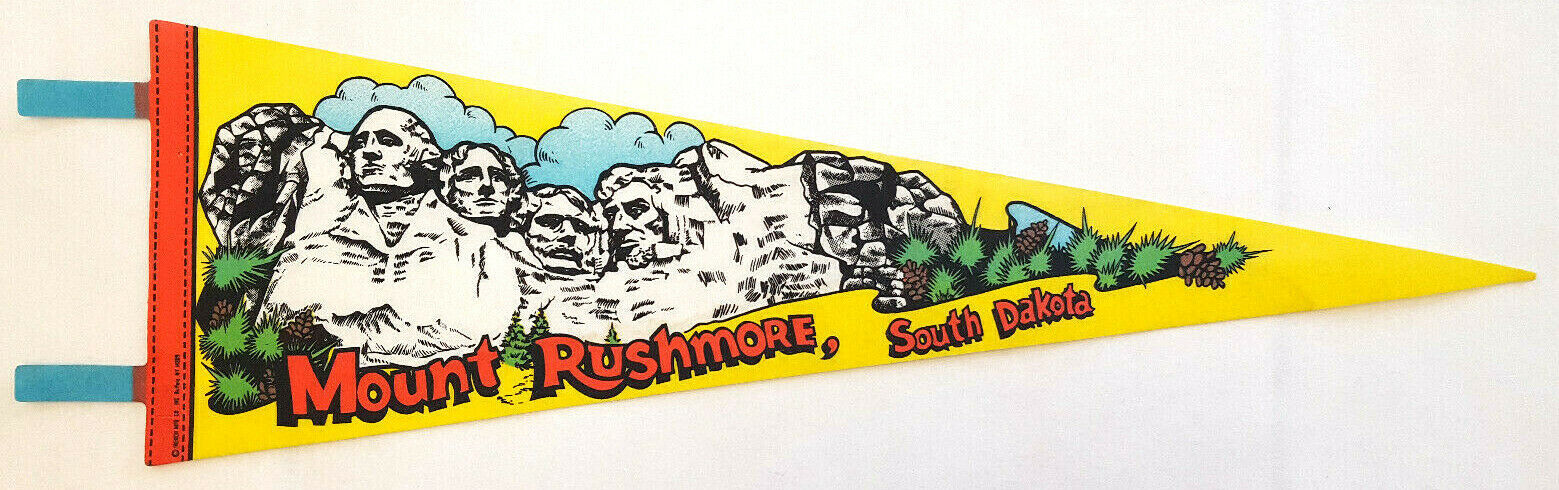 Mount Rushmore,
South Dakota